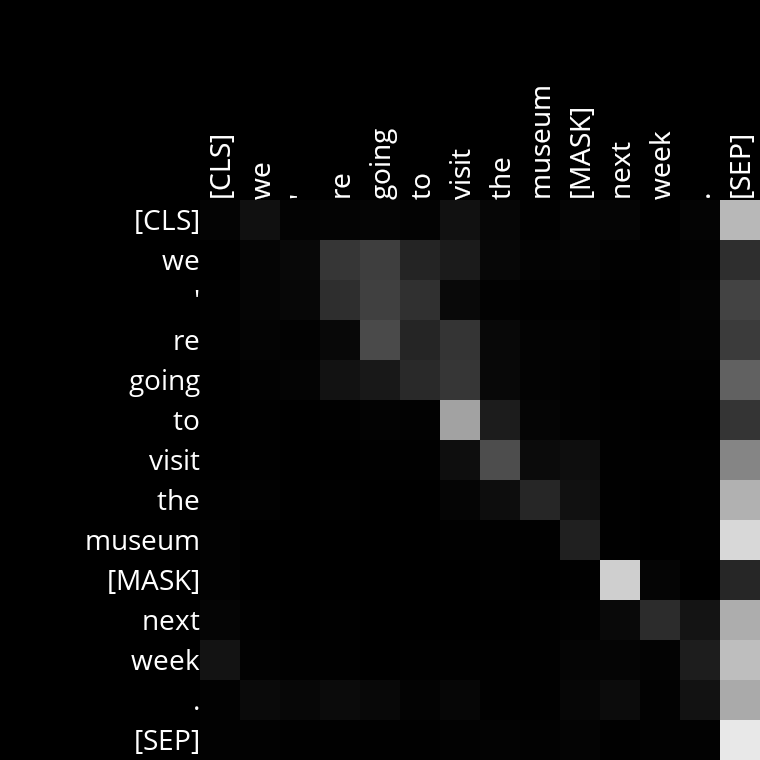 [CLS] we ' re going to visit the museum [MASK] next week . [SEP]
[CLS]
we
'
re
going
to
visit
the
museum
[MASK]
next
week
.
[SEP]